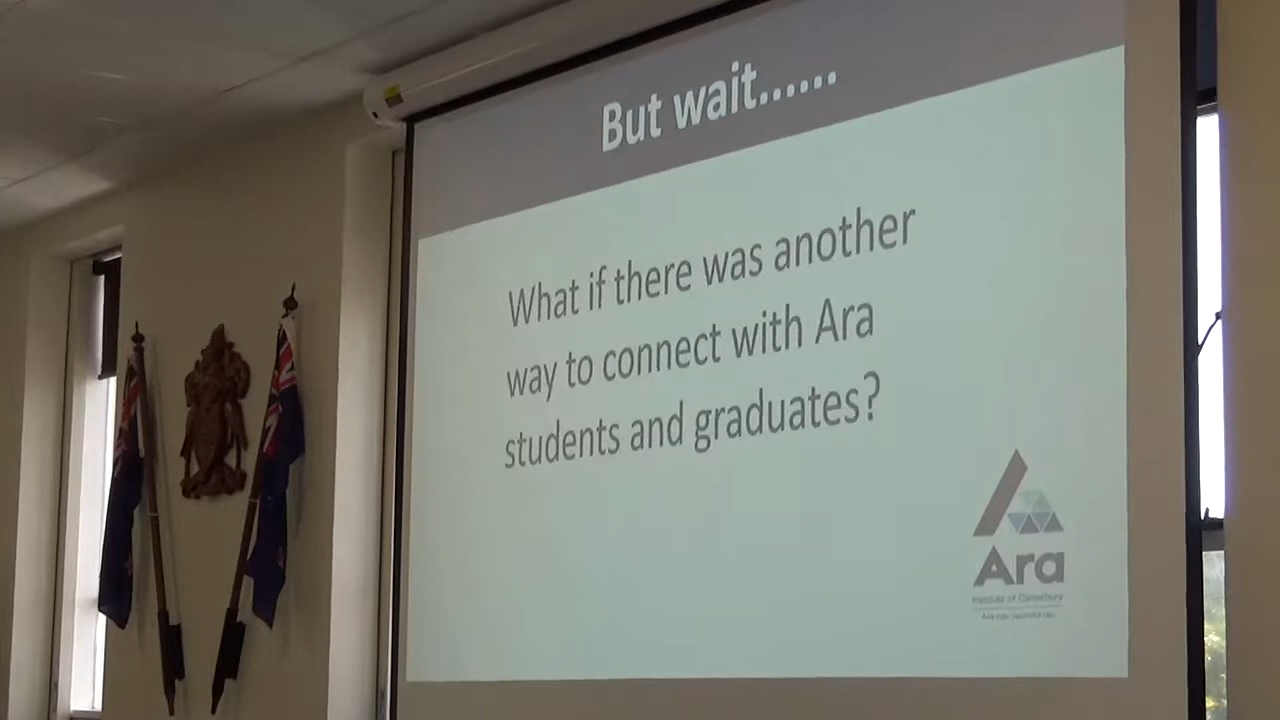 But wait......
What if there was another
way to connect with Ara
students and graduates?
Ara
Institute of Canterbury